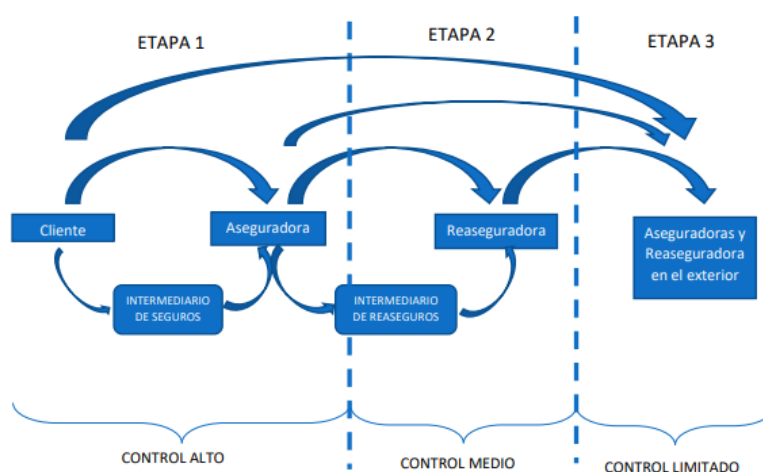 ETAPA 1
ETAPA 2
ETAPA 3
Cliente
Aseguradora
Reaseguradora
Aseguradoras y
Reaseguradora
en el exterior
INTERMEDIARIO
DE SEGUROS
INTERMEDIARIO
DE REASEGUROS
CONTROL ALTO
CONTROL MEDIO
CONTROL LIMITADO